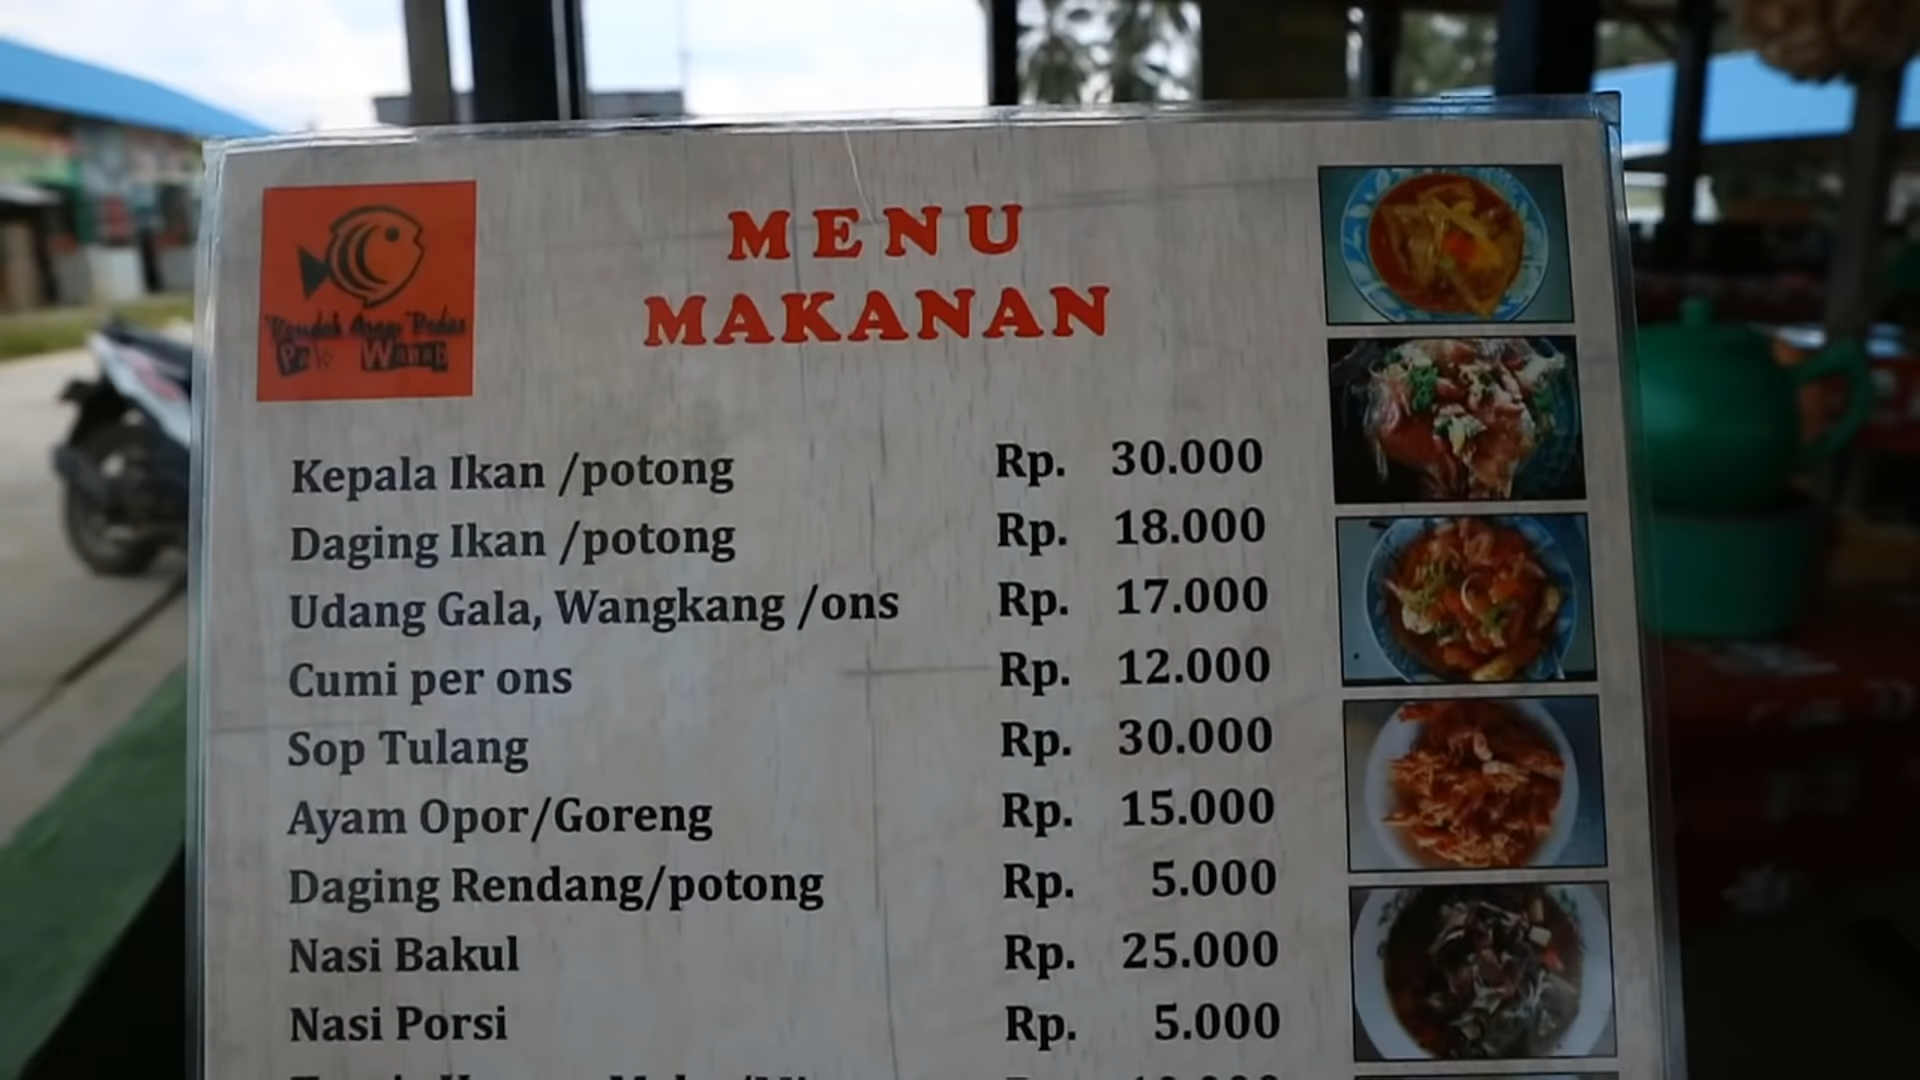 MENU
MAKANAN
Asam Pedas
Kepala Ikan /potong Rp. 30.000
Daging Ikan /potong Rp. 18.000
Udang Gala, Wangkang /ons Rp. 17.000
Cumi per ons Rp. 12.000
Sop Tulang Rp. 30.000
Ayam Opor/Goreng Rp. 15.000
Daging Rendang/potong Rp. 5.000
Nasi Bakul Rp. 25.000
Nasi Porsi Rp. 5.000